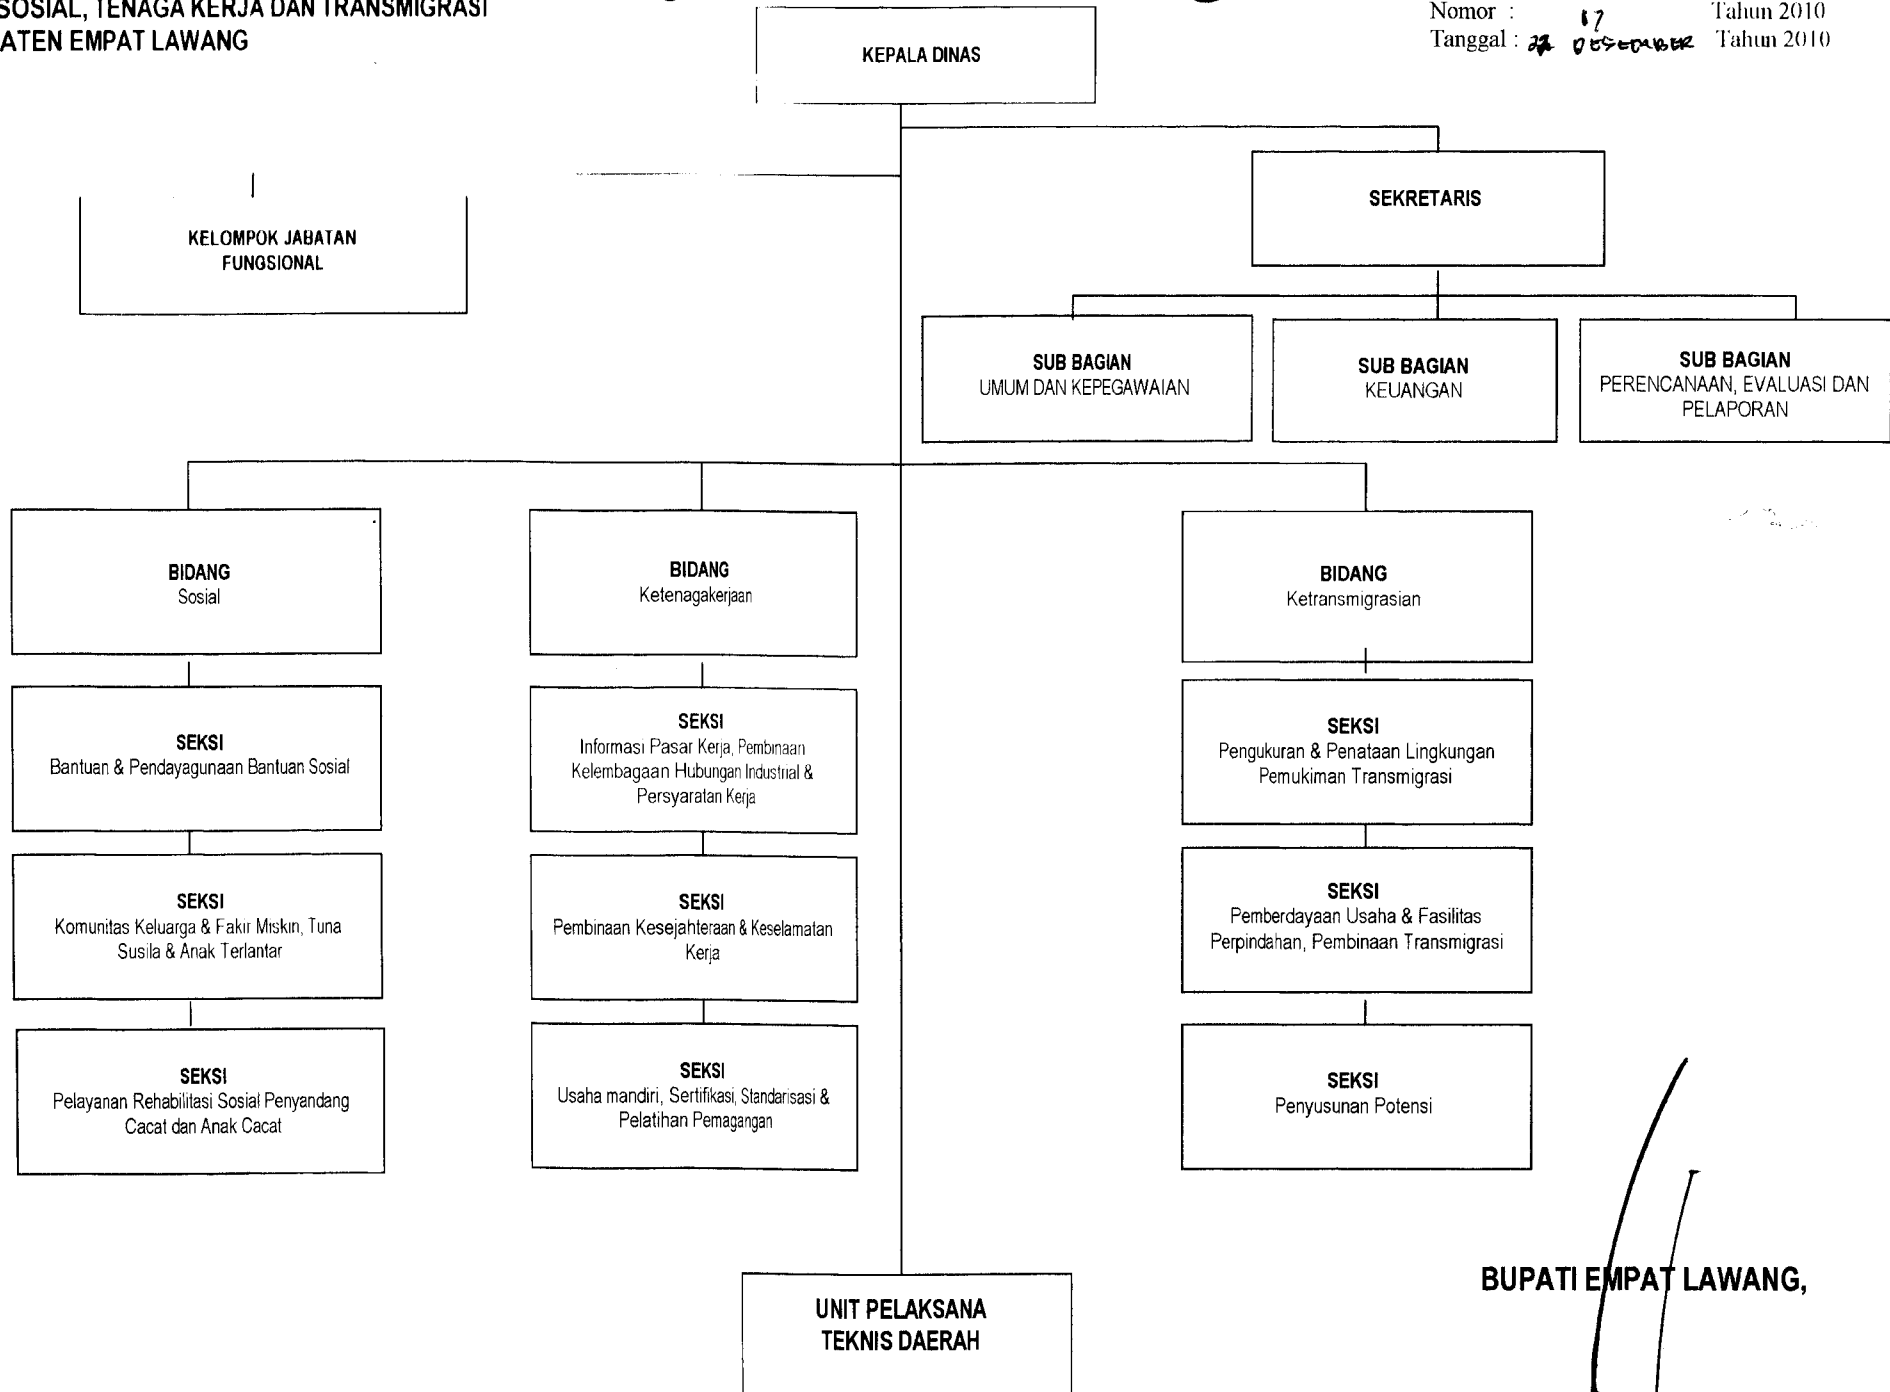 SOSIAL, TENAGA KERJA DAN TRANSMIGRASI
ATEN EMPAT LAWANG
Nomor : 17 Tahun 2010
Tanggal : DESEMBER Tahun 2010
KEPALA DINAS
SEKRETARIS
KELOMPOK JABATAN
FUNGSIONAL
SUB BAGIAN
UMUM DAN KEPEGAWAIAN
SUB BAGIAN
KEUANGAN
SUB BAGIAN
PERENCANAAN, EVALUASI DAN
PELAPORAN
BIDANG
Sosial
BIDANG
Ketenagakerjaan
BIDANG
Ketransmigrasian
SEKSI
Bantuan & Pendayagunaan Bantuan Sosial
SEKSI
Informasi Pasar Kerja, Pembinaan
Kelembagaan Hubungan Industrial &
Persyaratan Kerja
SEKSI
Pengukuran & Penataan Lingkungan
Pemukiman Transmigrasi
SEKSI
Komunitas Keluarga & Fakir Miskin, Tuna
Susila & Anak Terlantar
SEKSI
Pembinaan Kesejahteraan & Keselamatan
Kerja
SEKSI
Pemberdayaan Usaha & Fasilitas
Perpindahan, Pembinaan Transmigrasi
SEKSI
Pelayanan Rehabilitasi Sosial Penyandang
Cacat dan Anak Cacat
SEKSI
Usaha mandiri, Sertifikasi, Standarisasi &
Pelatihan Pemagangan
SEKSI
Penyusunan Potensi
UNIT PELAKSANA
TEKNIS DAERAH
BUPATI EMPAT LAWANG,